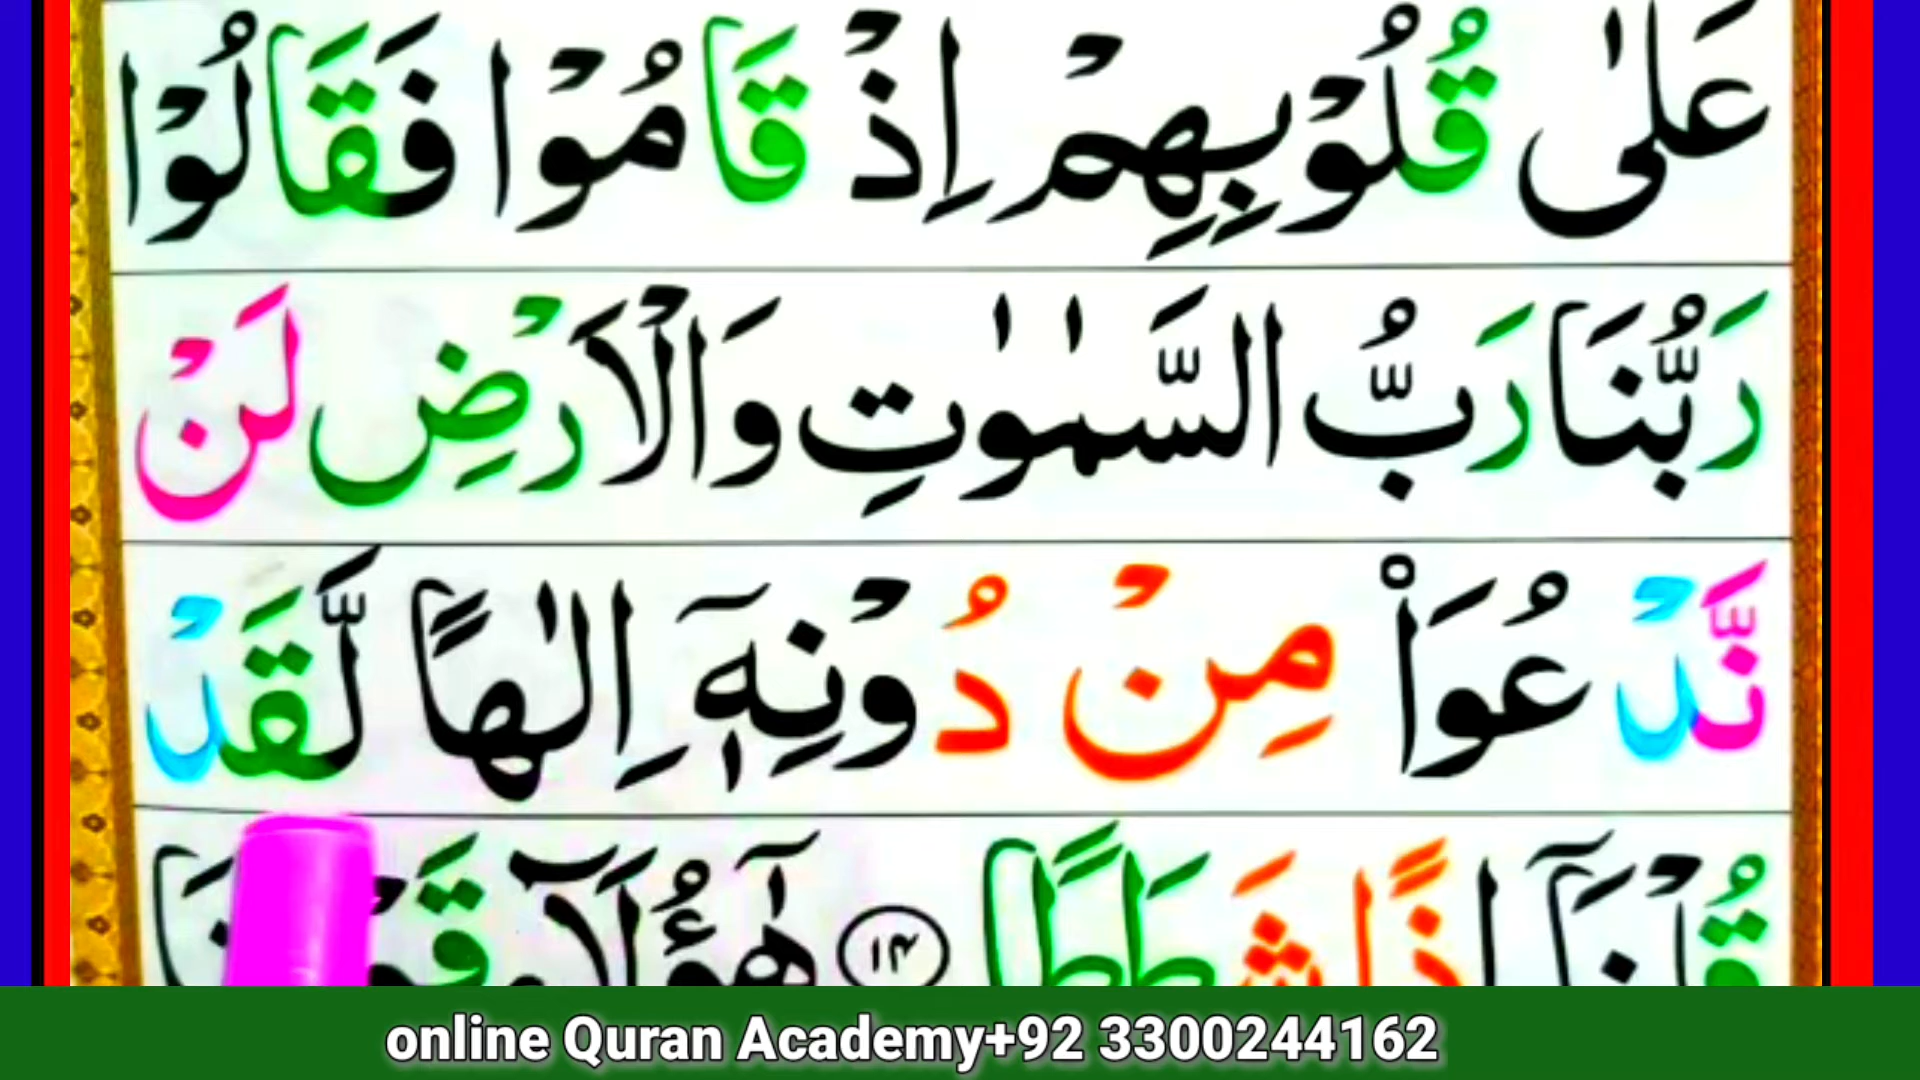 عَلٰى قُلُوْبِهِمْ اِذْ قَامُوْا فَقَالُوْا
رَبُّنَا رَبُّ السَّمٰوٰتِ وَالْاَرْضِ لَنْ
نَّدْعُوَا۟ مِنْ دُوْنِهٖۤ اِلٰهًا لَّقَدْ
قُلْنَاۤ اِذًا شَطَطًا ۱۴ هٰۤؤُلَآءِ
online Quran Academy+92 3300244162